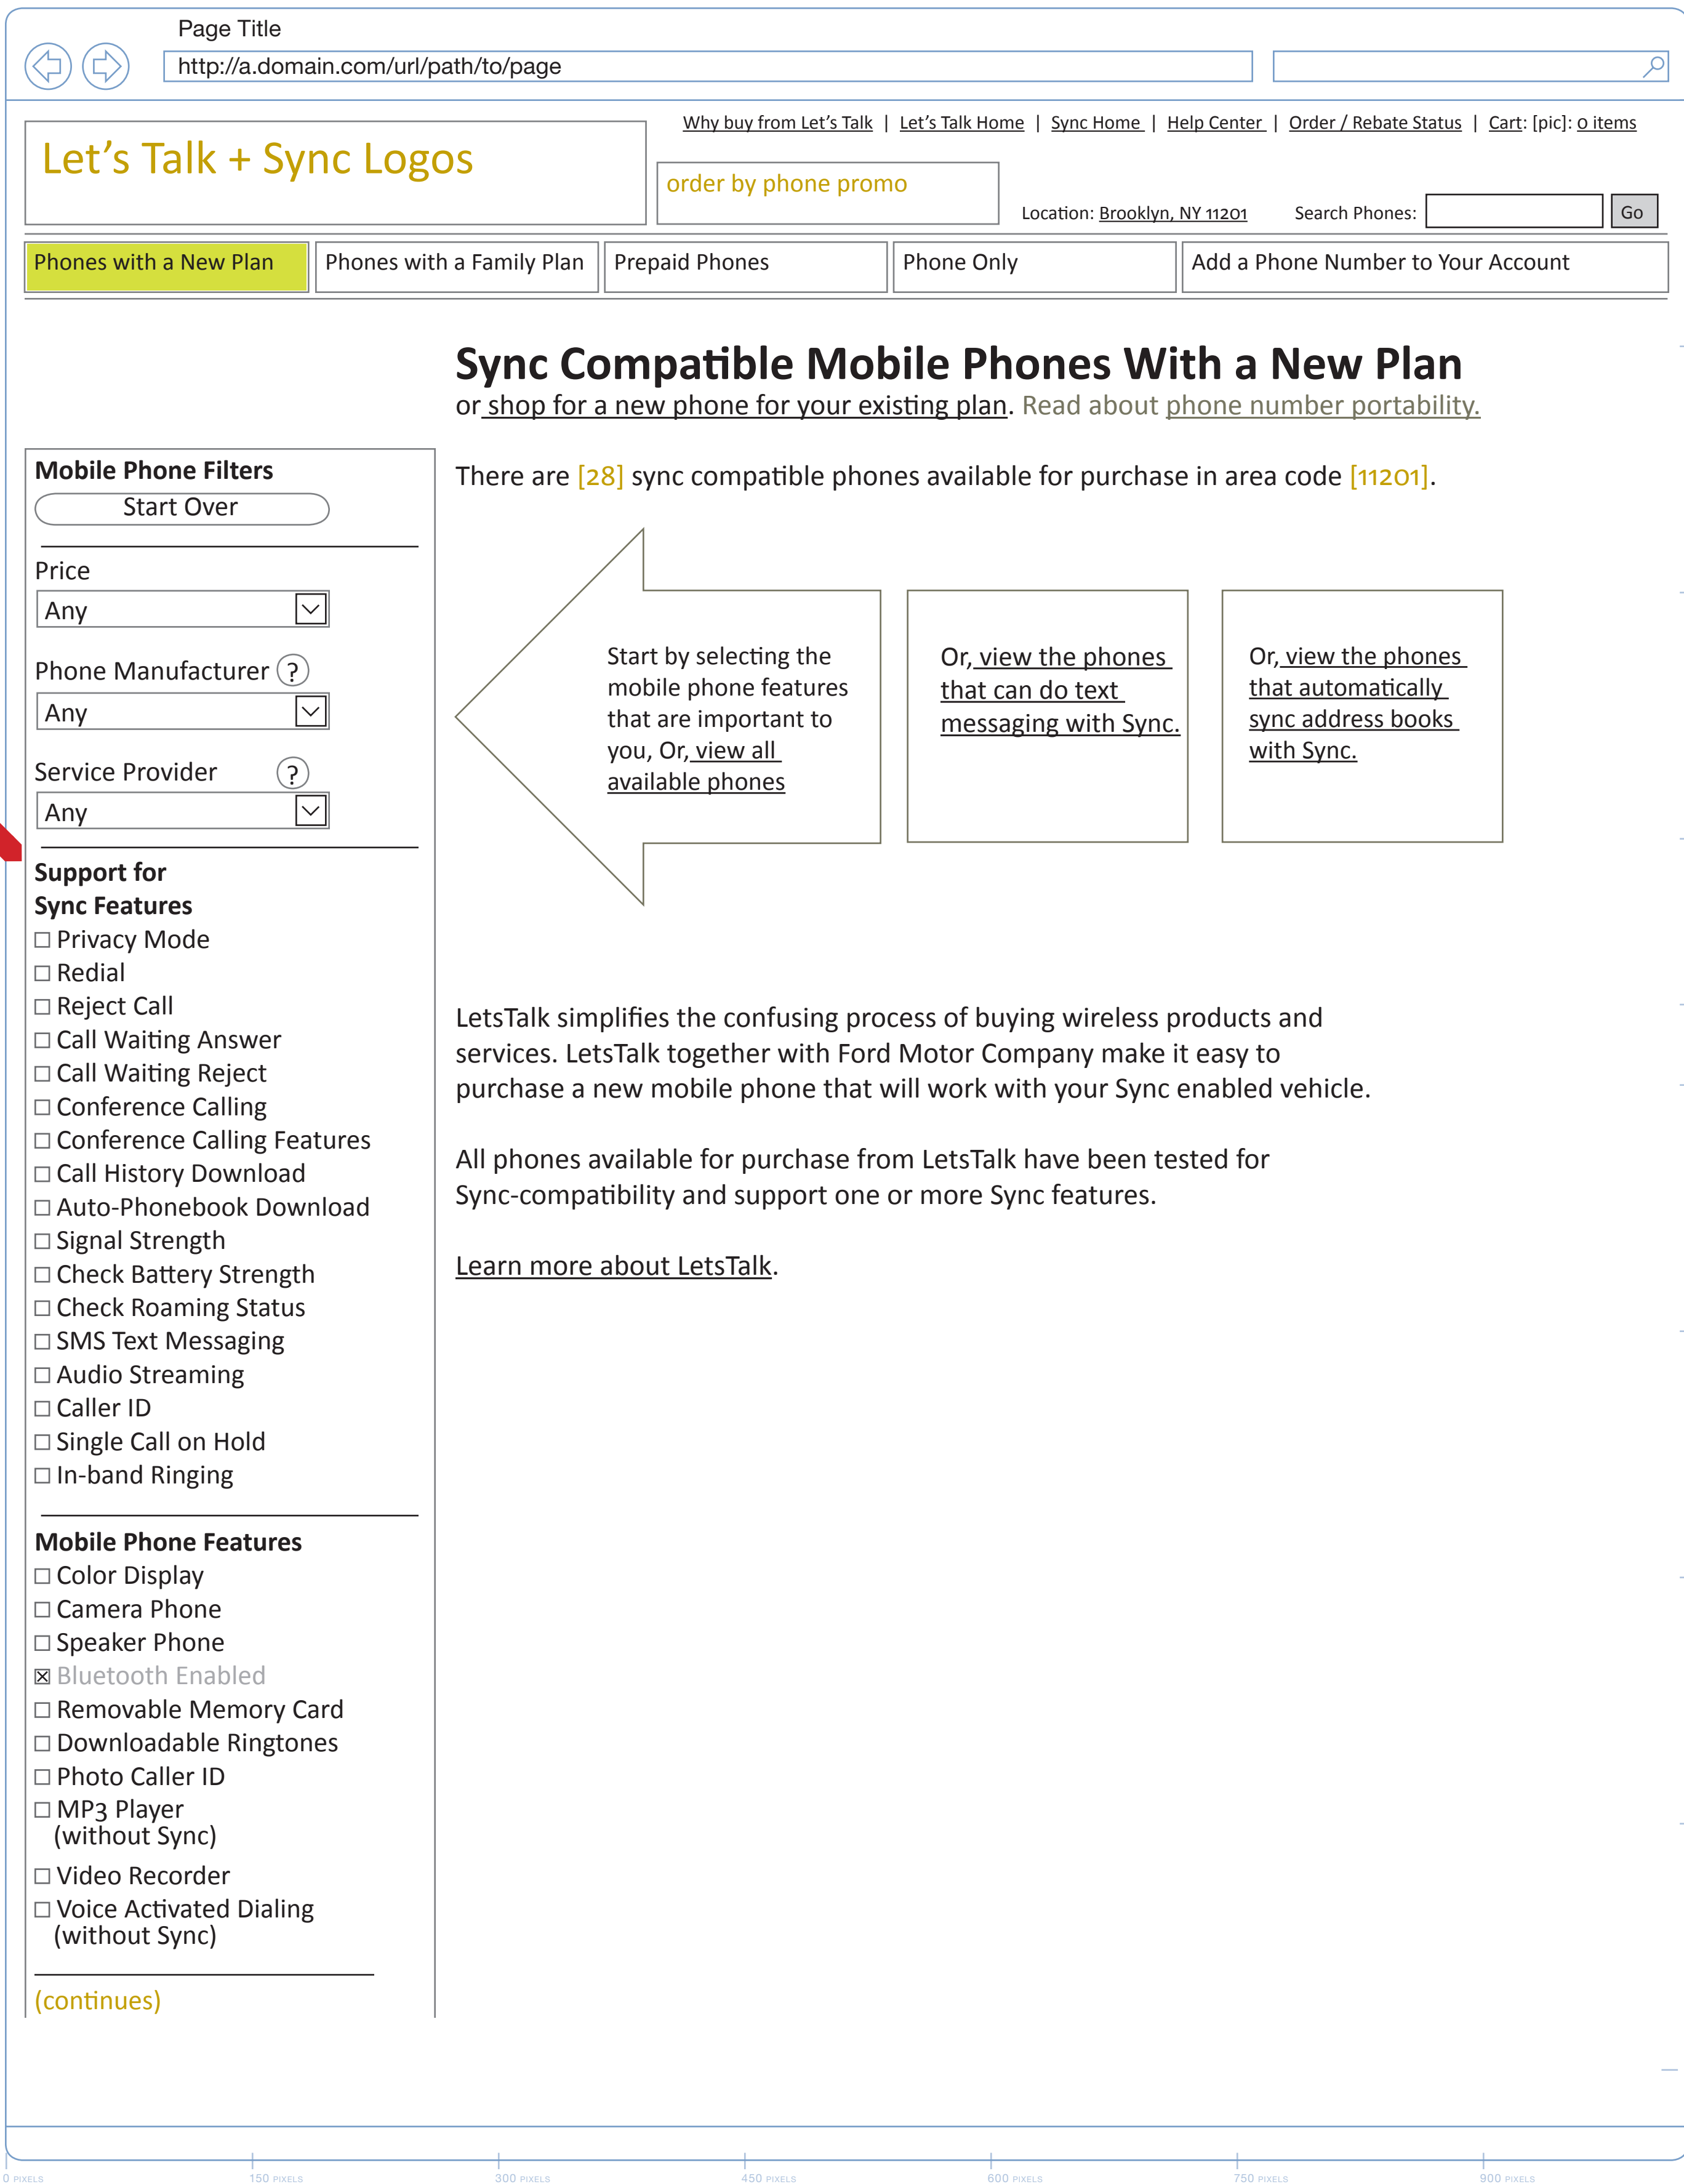 Page Title
http://a.domain.com/url/path/to/page
Why buy from Let's Talk | Let's Talk Home | Sync Home | Help Center | Order / Rebate Status | Cart: [pic]: 0 items
Let's Talk + Sync Logos
order by phone promo
Location: Brooklyn, NY 11201 Search Phones: Go
Phones with a New Plan
Phones with a Family Plan
Prepaid Phones
Phone Only
Add a Phone Number to Your Account
Sync Compatible Mobile Phones With a New Plan
or shop for a new phone for your existing plan. Read about phone number portability.
Mobile Phone Filters
Start Over
Price
Any
Phone Manufacturer ?
Any
Service Provider ?
Any
Support for
Sync Features
Privacy Mode
Redial
Reject Call
Call Waiting Answer
Call Waiting Reject
Conference Calling
Conference Calling Features
Call History Download
Auto-Phonebook Download
Signal Strength
Check Battery Strength
Check Roaming Status
SMS Text Messaging
Audio Streaming
Caller ID
Single Call on Hold
In-band Ringing
Mobile Phone Features
Color Display
Camera Phone
Speaker Phone
Bluetooth Enabled
Removable Memory Card
Downloadable Ringtones
Photo Caller ID
MP3 Player
(without Sync)
Video Recorder
Voice Activated Dialing
(without Sync)
(continues)
There are [28] sync compatible phones available for purchase in area code [11201].
Start by selecting the
mobile phone features
that are important to
you, Or, view all
available phones
Or, view the phones
that can do text
messaging with Sync.
Or, view the phones
that automatically
sync address books
with Sync.
LetsTalk simplifies the confusing process of buying wireless products and
services. LetsTalk together with Ford Motor Company make it easy to
purchase a new mobile phone that will work with your Sync enabled vehicle.
All phones available for purchase from LetsTalk have been tested for
Sync-compatibility and support one or more Sync features.
Learn more about LetsTalk.
0 PIXELS 150 PIXELS 300 PIXELS 450 PIXELS 600 PIXELS 750 PIXELS 900 PIXELS